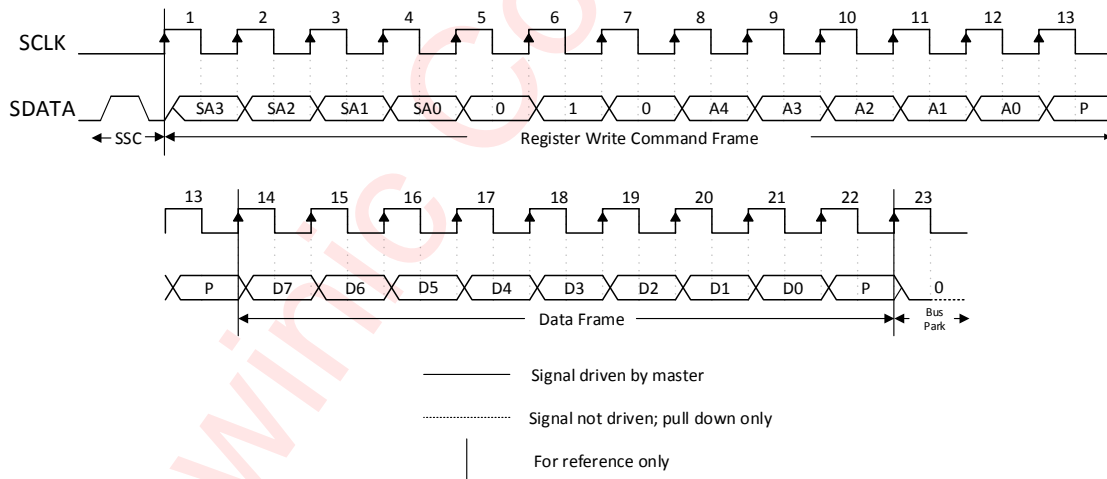 1 2 3 4 5 6 7 8 9 10 11 12 13
SCLK
SDATA SA3 SA2 SA1 SA0 0 1 0 A4 A3 A2 A1 A0 P
SSC Register Write Command Frame
13 14 15 16 17 18 19 20 21 22 23
P D7 D6 D5 D4 D3 D2 D1 D0 P 0
Data Frame Bus
Park
Signal driven by master
Signal not driven; pull down only
For reference only
winic Co